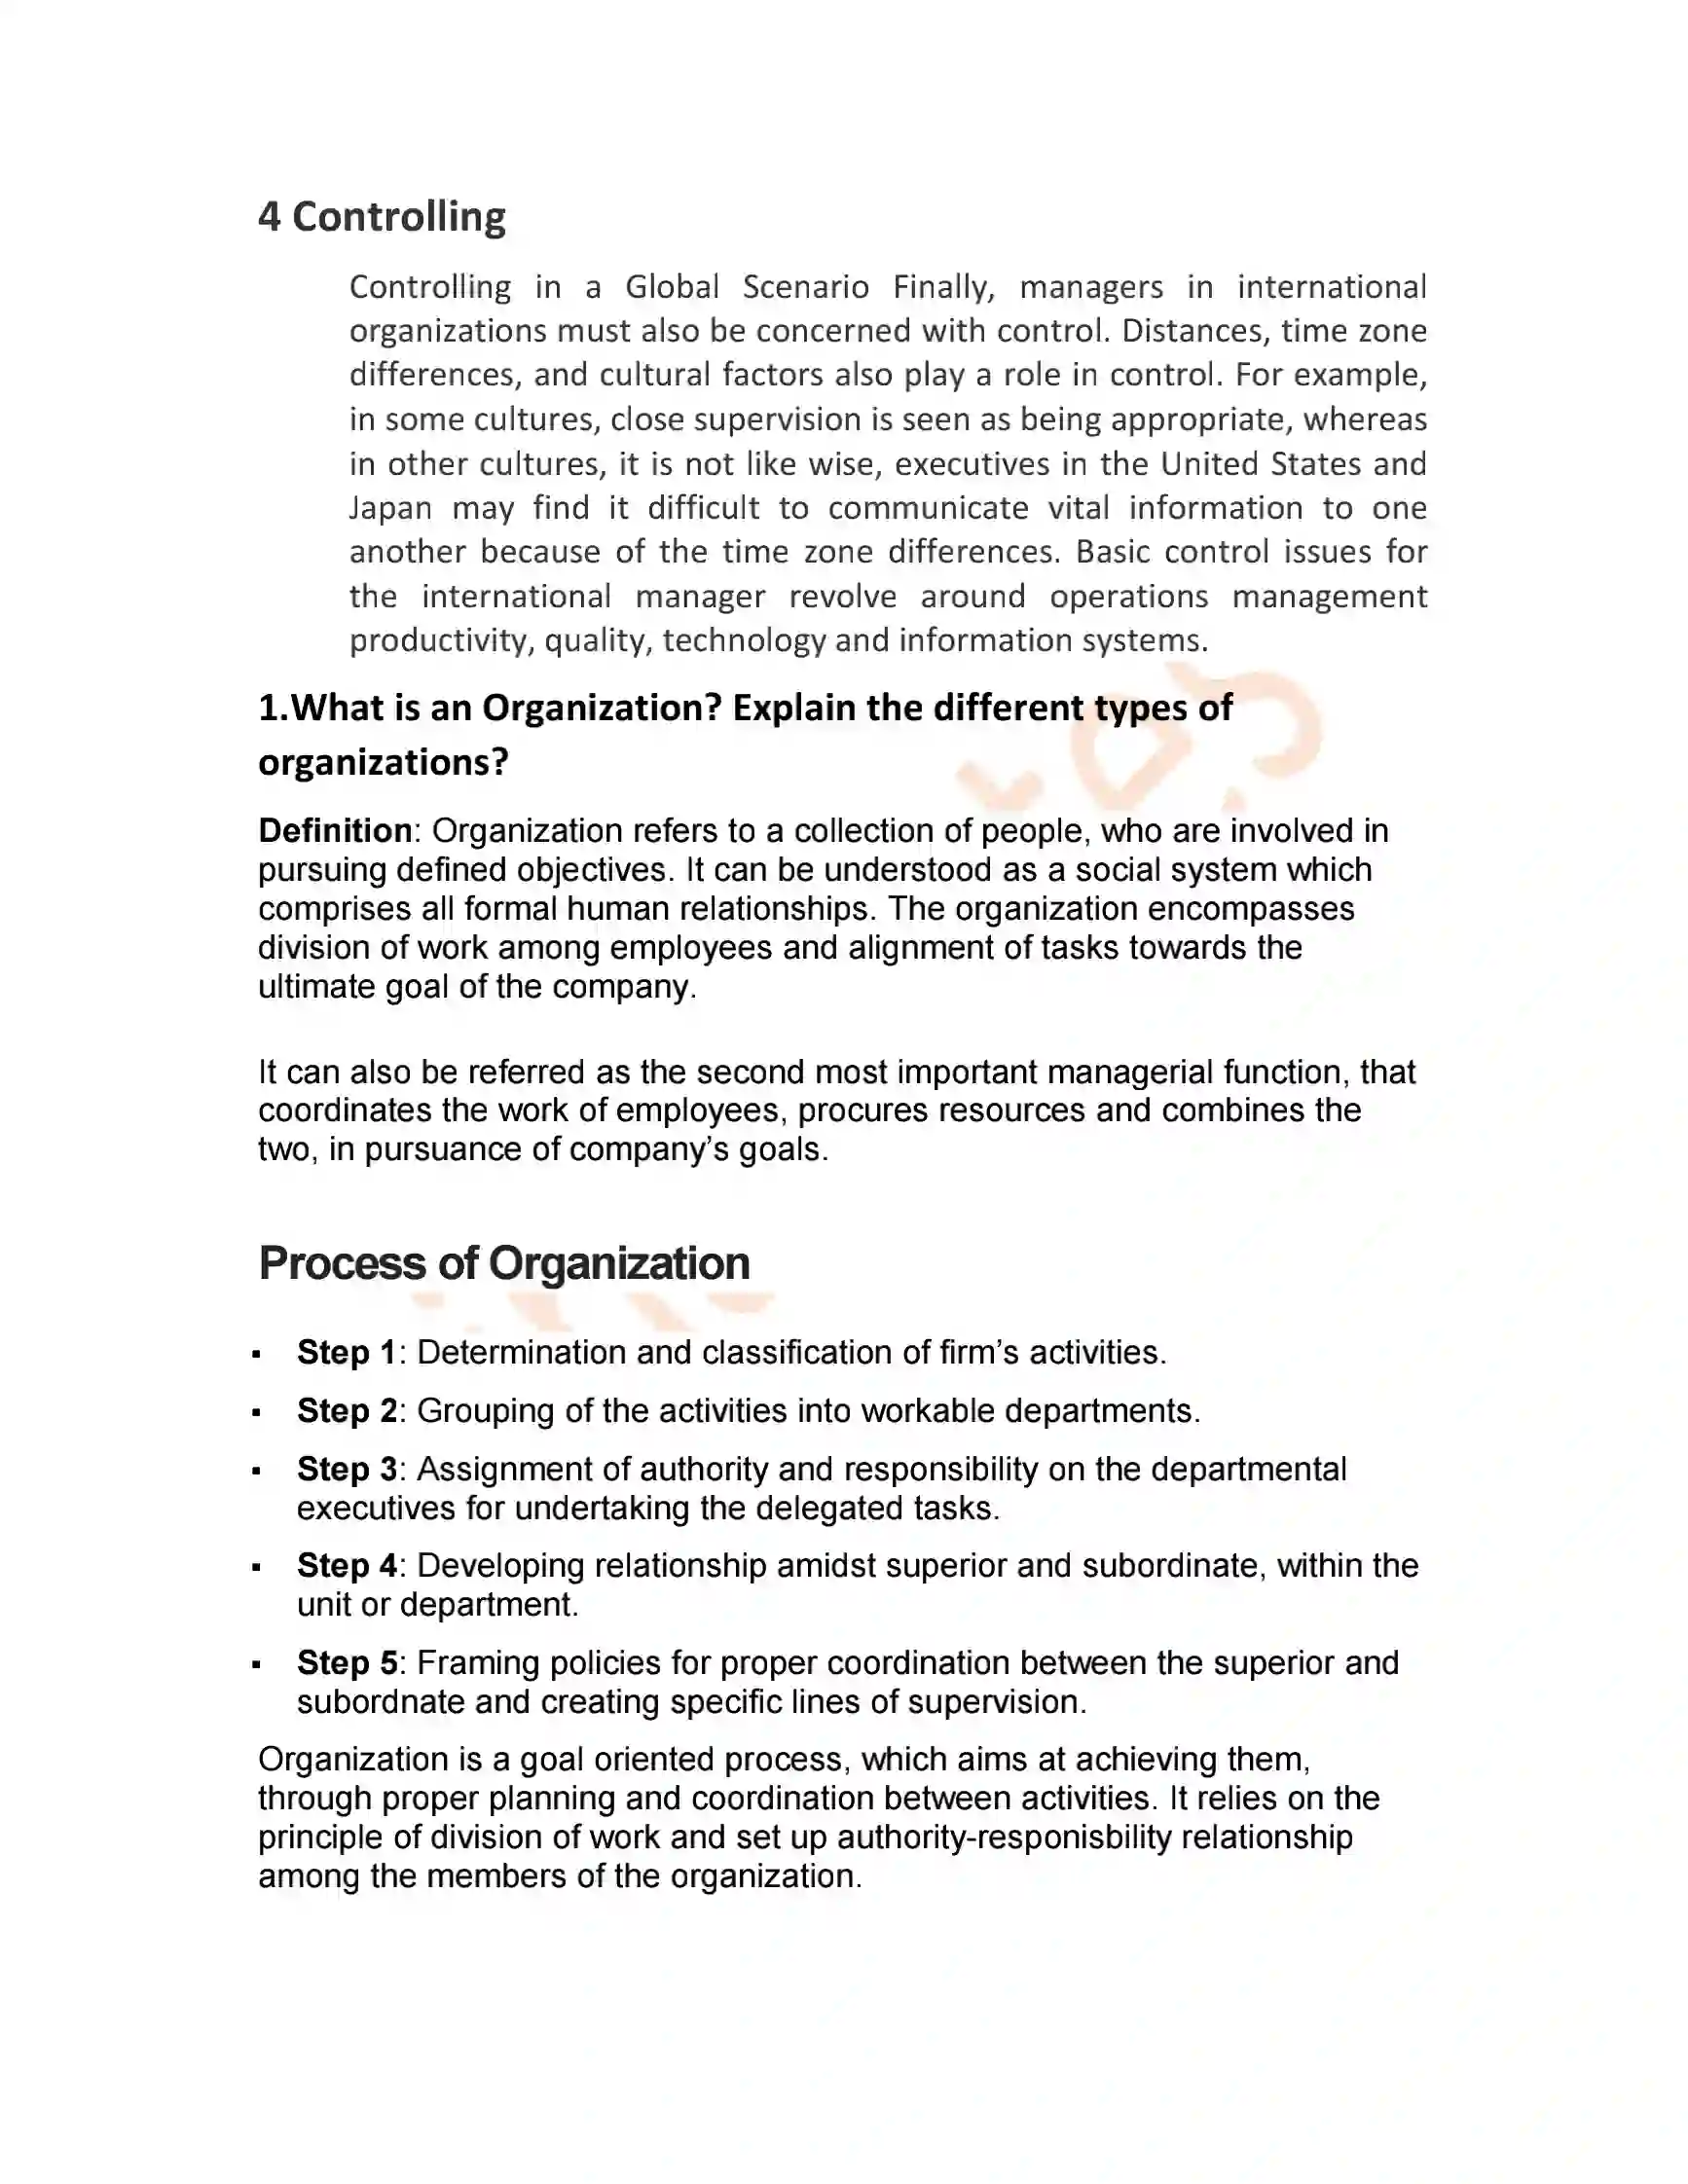 4 Controlling
Controlling in a Global Scenario Finally, managers in international
organizations must also be concerned with control. Distances, time zone
differences, and cultural factors also play a role in control. For example,
in some cultures, close supervision is seen as being appropriate, whereas
in other cultures, it is not like wise, executives in the United States and
Japan may find it difficult to communicate vital information to one
another because of the time zone differences. Basic control issues for
the international manager revolve around operations management
productivity, quality, technology and information systems.
1.What is an Organization? Explain the different types of
organizations?
Definition: Organization refers to a collection of people, who are involved in
pursuing defined objectives. It can be understood as a social system which
comprises all formal human relationships. The organization encompasses
division of work among employees and alignment of tasks towards the
ultimate goal of the company.
It can also be referred as the second most important managerial function, that
coordinates the work of employees, procures resources and combines the
two, in pursuance of company’s goals.
Process of Organization
▪ Step 1: Determination and classification of firm’s activities.
▪ Step 2: Grouping of the activities into workable departments.
▪ Step 3: Assignment of authority and responsibility on the departmental
executives for undertaking the delegated tasks.
▪ Step 4: Developing relationship amidst superior and subordinate, within the
unit or department.
▪ Step 5: Framing policies for proper coordination between the superior and
subordnate and creating specific lines of supervision.
Organization is a goal oriented process, which aims at achieving them,
through proper planning and coordination between activities. It relies on the
principle of division of work and set up authority-responisbility relationship
among the members of the organization.